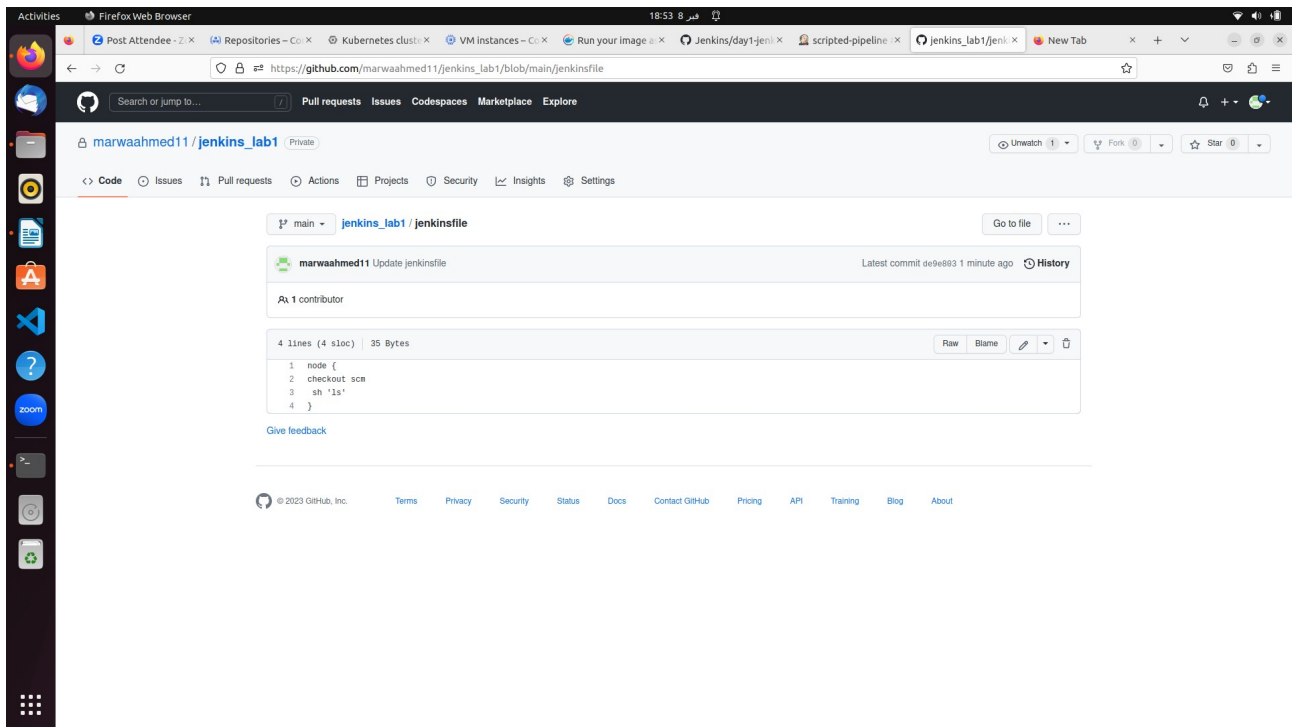 Activities Firefox Web Browser 18:53 8 فبر
Post Attendee - Z Repositories – Co Kubernetes cluste VM instances – Co Run your image a Jenkins/day1-jenk scripted-pipeline jenkins_lab1/jenk New Tab
https://github.com/marwaahmed11/jenkins_lab1/blob/main/jenkinsfile
Search or jump to... / Pull requests Issues Codespaces Marketplace Explore
marwaahmed11 / jenkins_lab1 Private Unwatch 1 Fork 0 Star 0
Code Issues Pull requests Actions Projects Security Insights Settings
main jenkins_lab1 / jenkinsfile Go to file ...
marwaahmed11 Update jenkinsfile Latest commit de9e803 1 minute ago History
1 contributor
4 lines (4 sloc) 35 Bytes Raw Blame
1 node {
2 checkout scm
3 sh 'ls'
4 }
Give feedback
© 2023 GitHub, Inc. Terms Privacy Security Status Docs Contact GitHub Pricing API Training Blog About
zoom